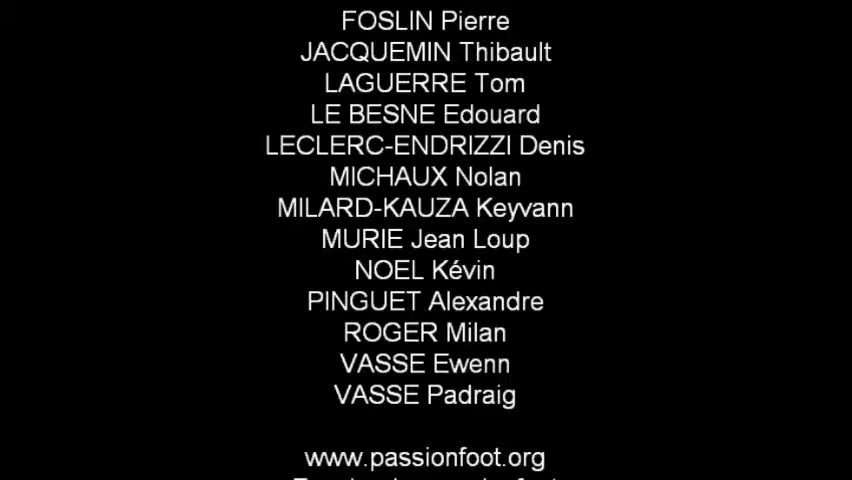 FOSLIN Pierre
JACQUEMIN Thibault
LAGUERRE Tom
LE BESNE Edouard
LECLERC-ENDRIZZI Denis
MICHAUX Nolan
MILARD-KAUZA Keyvann
MURIE Jean Loup
NOEL Kévin
PINGUET Alexandre
ROGER Milan
VASSE Ewenn
VASSE Padraig
www.passionfoot.org